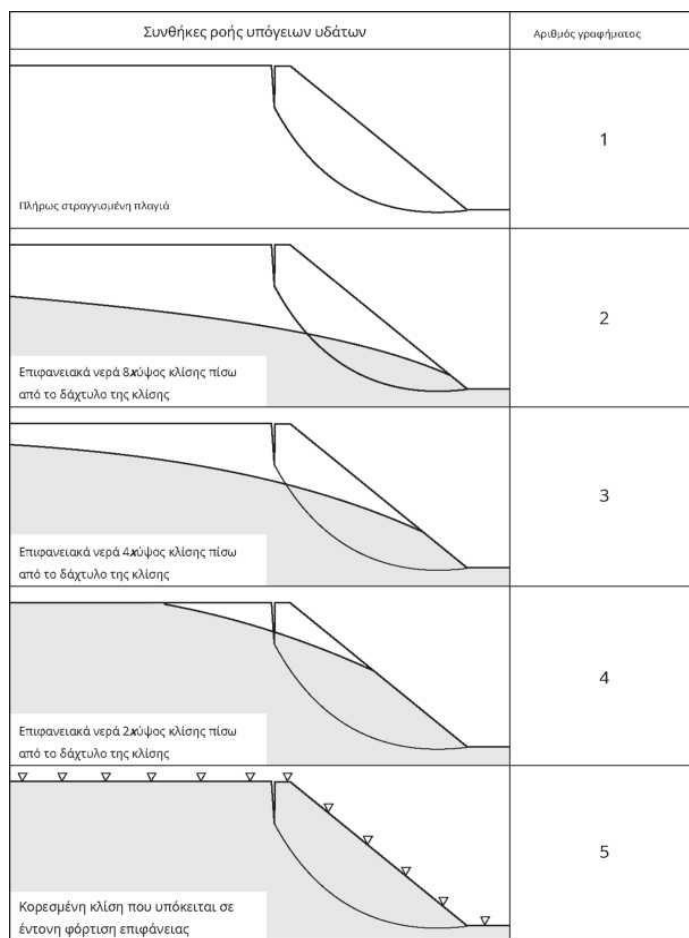 Συνθήκες ροής υπόγειων υδάτων
Αριθμός γραφήματος
Πλήρως στραγγισμένη πλαγιά
1
Επιφανειακά νερά 8xύψος κλίσης πίσω
από το δάχτυλο της κλίσης
2
Επιφανειακά νερά 4xύψος κλίσης πίσω
από το δάχτυλο της κλίσης
3
Επιφανειακά νερά 2xύψος κλίσης πίσω
από το δάχτυλο της κλίσης
4
Κορεσμένη κλίση που υπόκειται σε
έντονη φόρτιση επιφάνειας
5